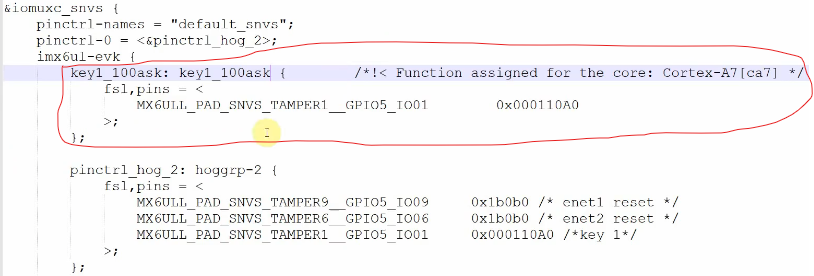 &iomuxc_snvs {
pinctrl-names = "default_snvs";
pinctrl-0 = <&pinctrl_hog_2>;
imx6ul-evk {
key1_100ask: key1_100ask { /*!< Function assigned for the core: Cortex-A7[ca7] */
fsl,pins = <
MX6ULL_PAD_SNVS_TAMPER1__GPIO5_IO01 0x000110A0
>;
};
pinctrl_hog_2: hoggrp-2 {
fsl,pins = <
MX6ULL_PAD_SNVS_TAMPER9__GPIO5_IO09 0x1b0b0 /* enet1 reset */
MX6ULL_PAD_SNVS_TAMPER6__GPIO5_IO06 0x1b0b0 /* enet2 reset */
MX6ULL_PAD_SNVS_TAMPER1__GPIO5_IO01 0x000110A0 /*key 1*/
>;
};